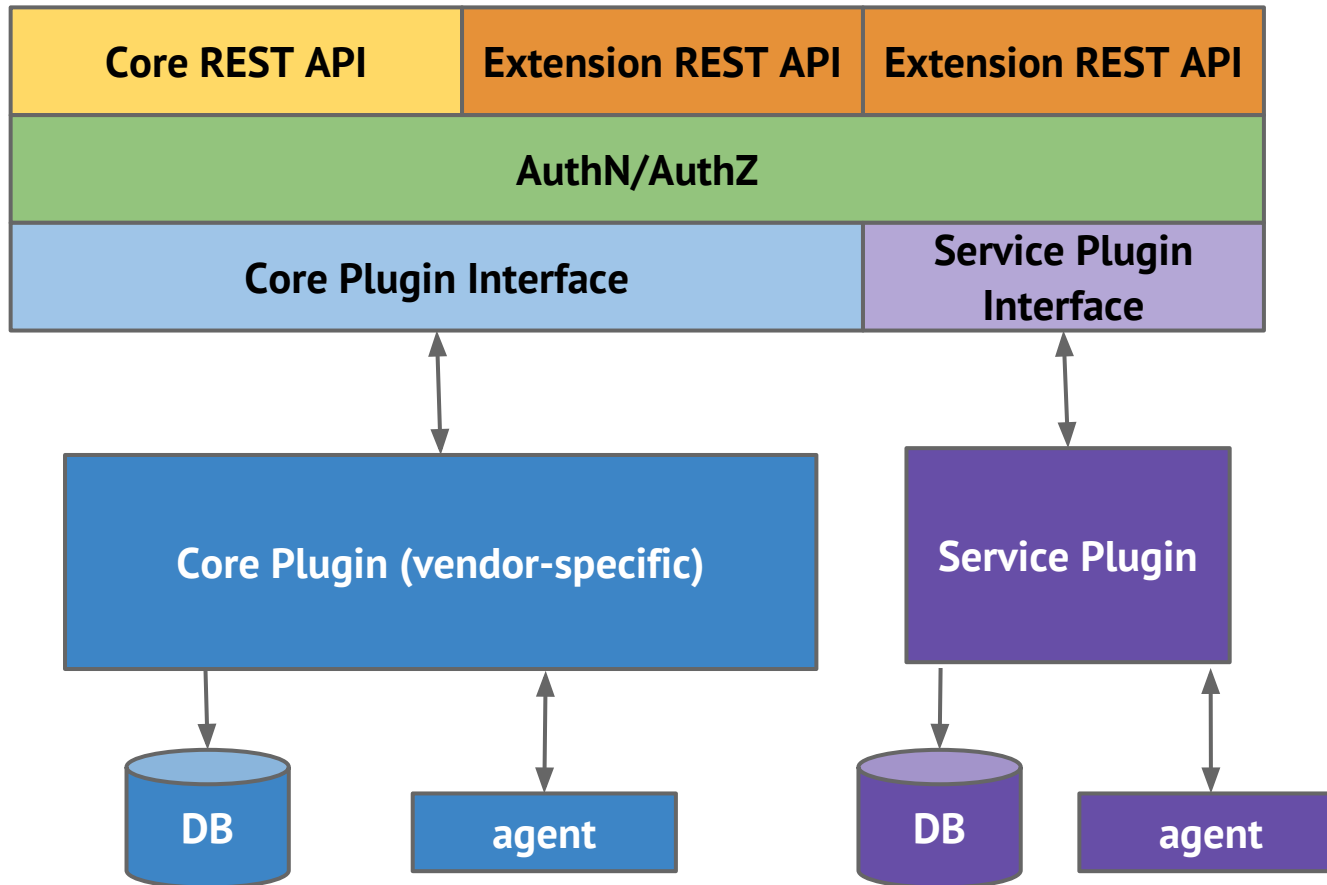 Core REST API
Extension REST API
Extension REST API
AuthN/AuthZ
Core Plugin Interface
Service Plugin
Interface
Core Plugin (vendor-specific)
Service Plugin
DB
agent
DB
agent